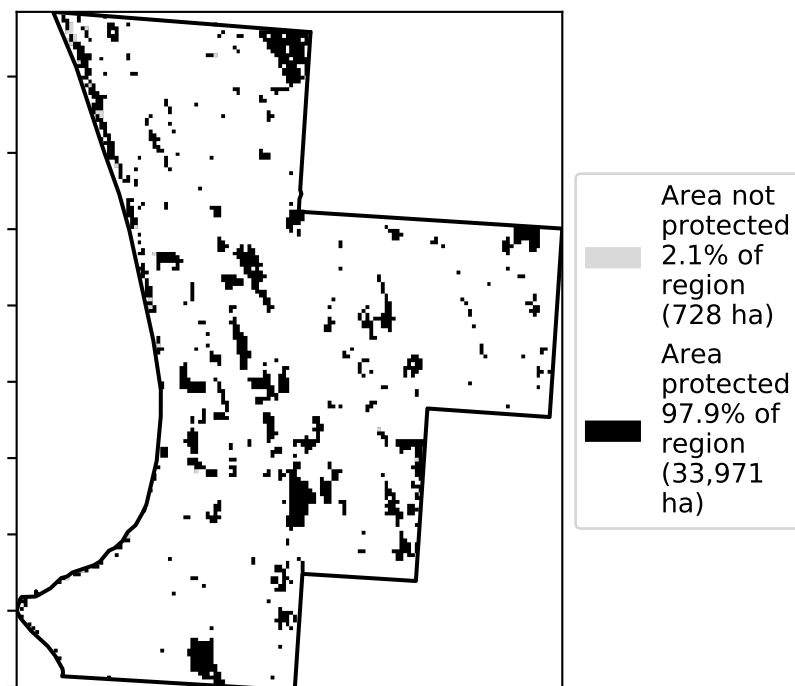 Area not
protected
2.1% of
region
(728 ha)
Area
protected
97.9% of
region
(33,971
ha)